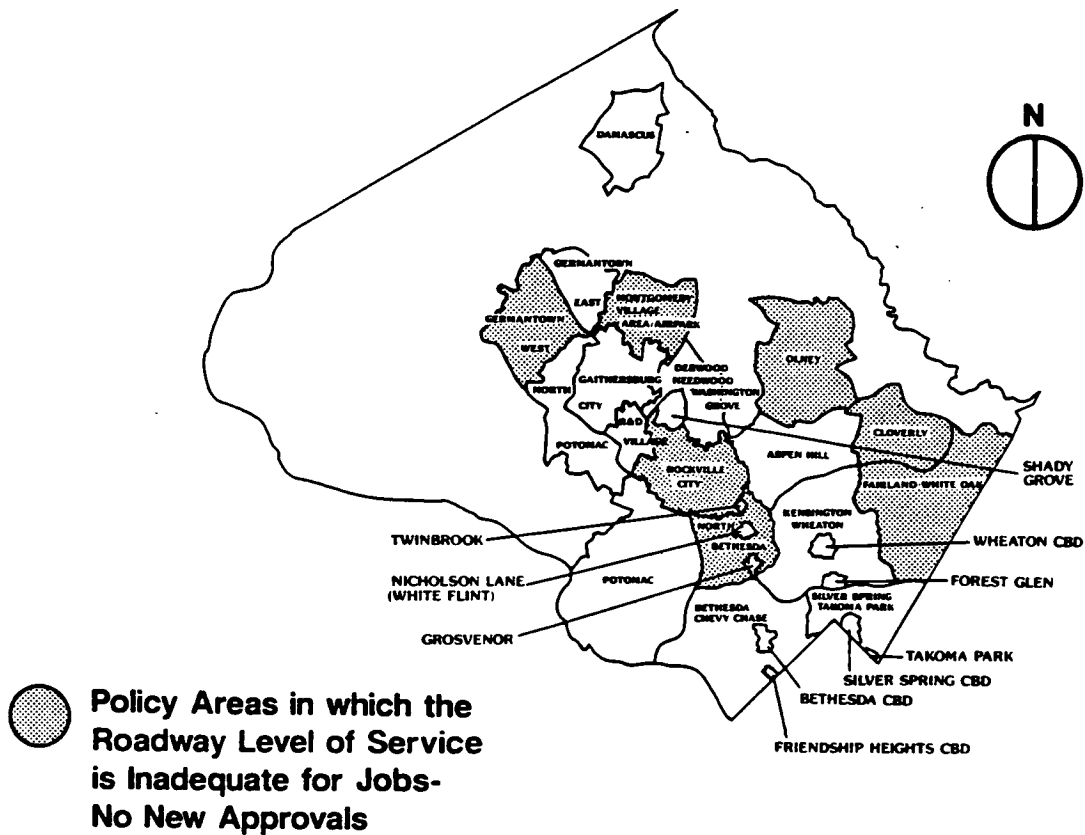 N
DAMASCUS
GERMANTOWN
EAST
MONTGOMERY
VILLAGE
AREA/AIRPARK
GERMANTOWN
WEST
OLNEY
DERWOOD
NEEDWOOD
WASHINGTON
GROVE
GAITHERSBURG
CITY
NORTH
POTOMAC
R&D
VILLAGE
CLOVERLY
ASPEN HILL
ROCKVILLE
CITY
FAIRLAND-WHITE OAK
SHADY
GROVE
KENSINGTON
WHEATON
NORTH
BETHESDA
TWINBROOK
WHEATON CBD
POTOMAC
NICHOLSON LANE
(WHITE FLINT)
FOREST GLEN
SILVER SPRING
TAKOMA PARK
BETHESDA
CHEVY CHASE
GROSVENOR
TAKOMA PARK
SILVER SPRING CBD
BETHESDA CBD
FRIENDSHIP HEIGHTS CBD
Policy Areas in which the
Roadway Level of Service
is Inadequate for Jobs-
No New Approvals